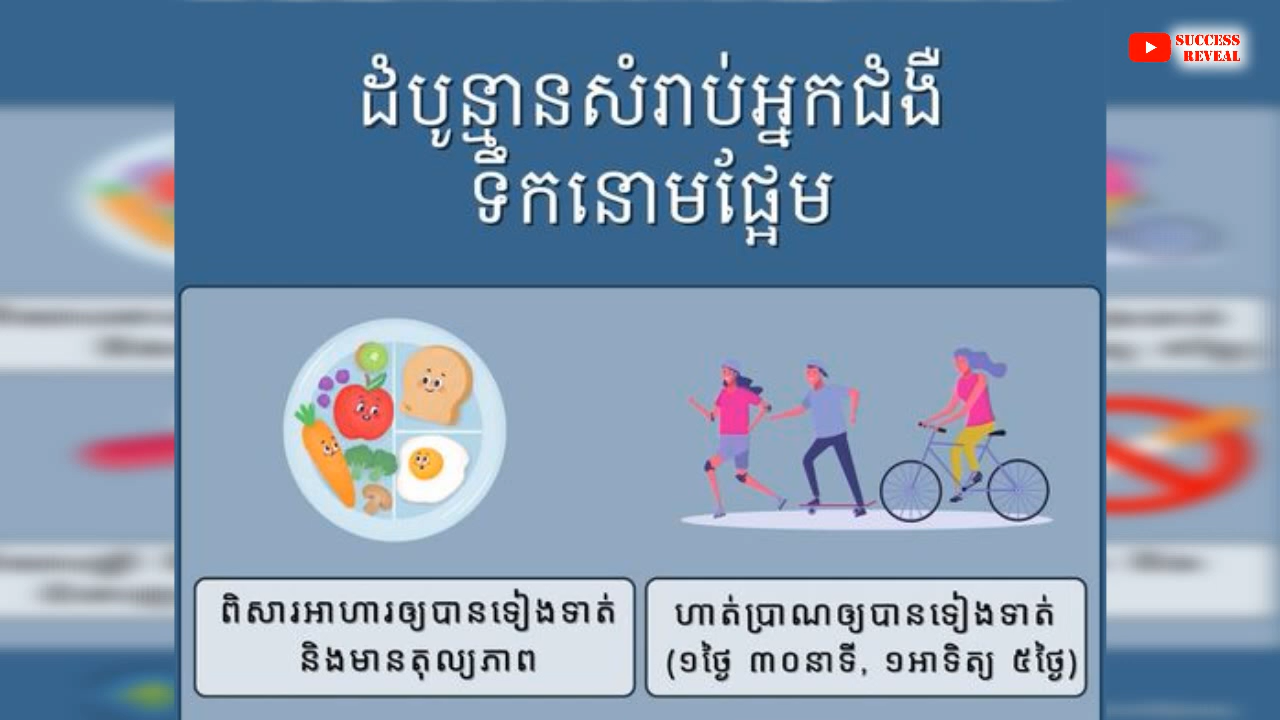 SUCCESS
REVEAL
ដំបូន្មានសំរាប់អ្នកជំងឺ
ទឹកនោមផ្អែម
ពិសារអាហារឲ្យបានទៀងទាត់
និងមានតុល្យភាព
ហាត់ប្រាណឲ្យបានទៀងទាត់
(១ថ្ងៃ ៣០នាទី, ១អាទិត្យ ៥ថ្ងៃ)